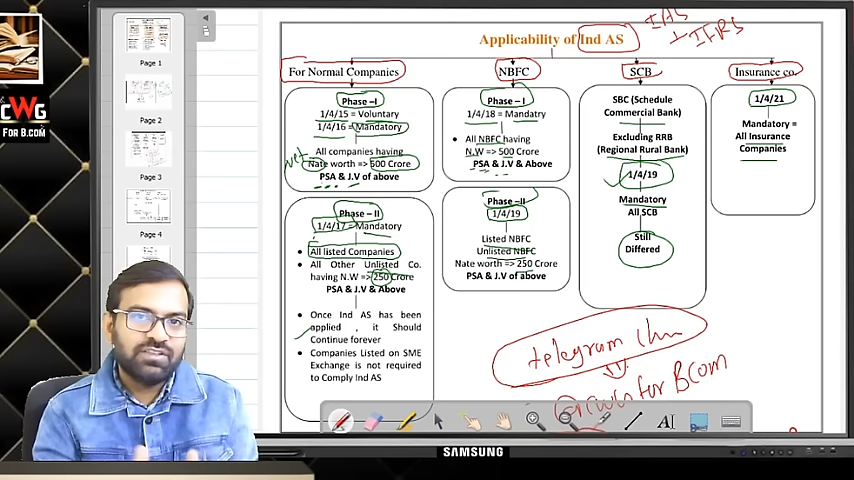 Applicability of Ind AS
IAS
IFRS
For Normal Companies
Phase-I
1/4/15 = Voluntary
1/4/16 = Mandatory
All companies having
Net
Nate worth => 500 Crore
PSA & J.V of above
Phase-II
1/4/17 = Mandatory
• All listed Companies
• All Other Unlisted Co.
having N.W => 250 Crore
PSA & J.V & Above
• Once Ind AS has been
applied , it Should
Continue forever
• Companies Listed on SME
Exchange is not required
to Comply Ind AS
NBFC
Phase-I
1/4/18 = Mandatry
• All NBFC having
N.W => 500 Crore
PSA & J.V & Above
Phase-II
1/4/19
Listed NBFC
Unlisted NBFC
Nate worth => 250 Crore
PSA & J.V of above
SCB
SBC (Schedule
Commercial Bank)
Excluding RRB
(Regional Rural Bank)
1/4/19
Mandatory
All SCB
Still
Differed
Insurance co.
1/4/21
Mandatory =
All Insurance
Companies
telegram
for BCom
Page 1
Page 2
Page 3
Page 4
CWG
FOR B.COM
SAMSUNG